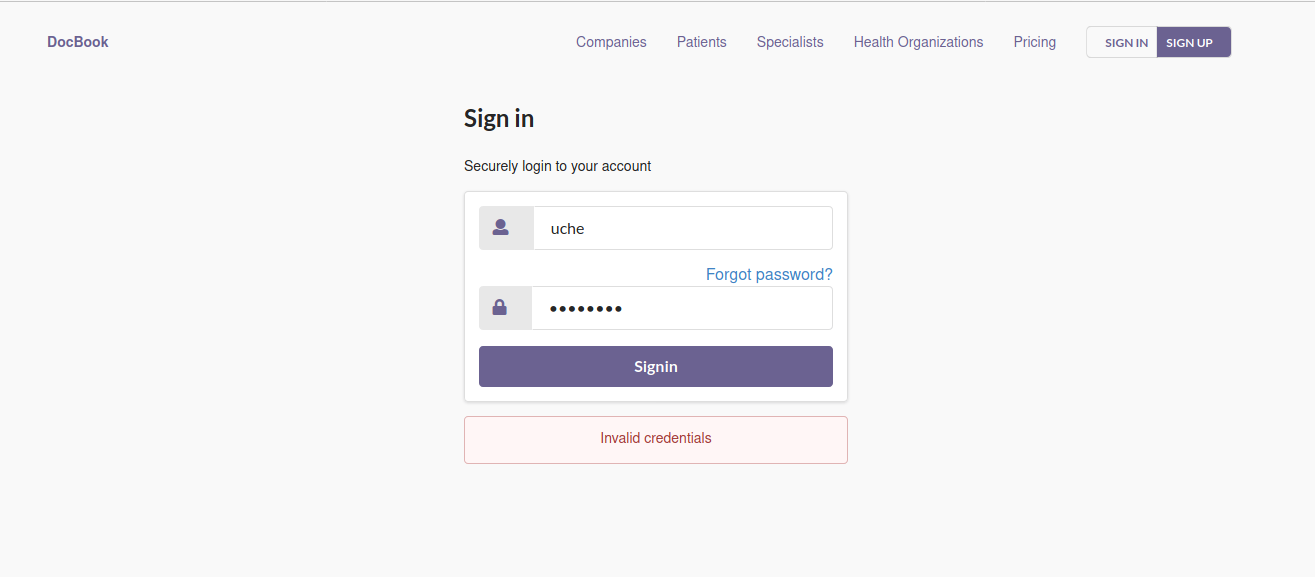 DocBook Companies Patients Specialists Health Organizations Pricing SIGN IN SIGN UP
Sign in
Securely login to your account
uche
Forgot password?
••••••••
Signin
Invalid credentials